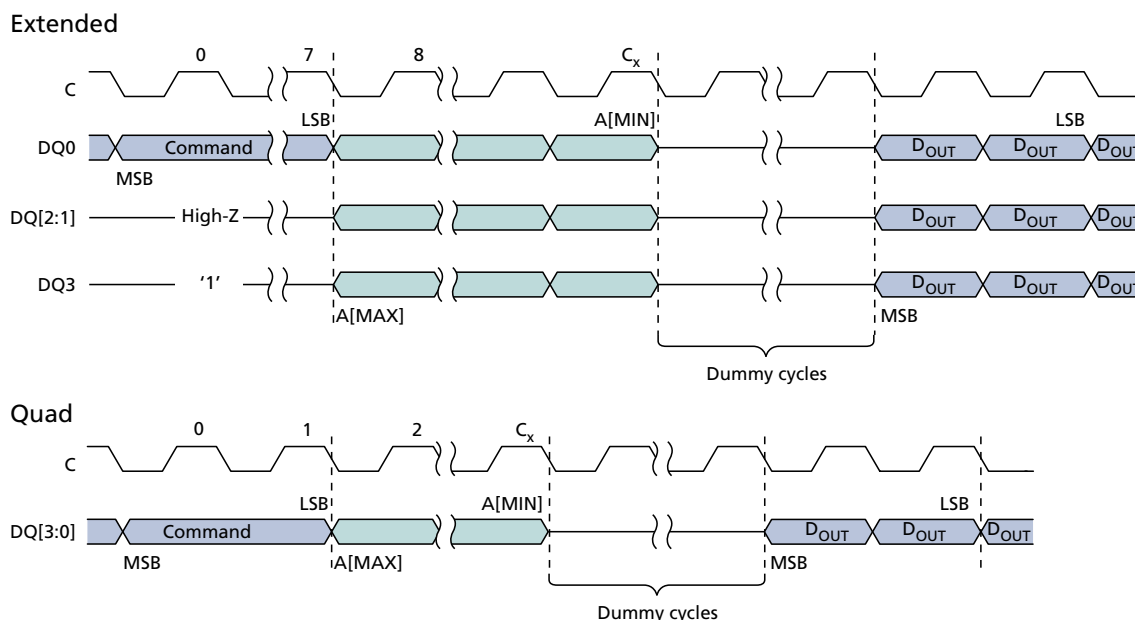 Extended
0 7 8 Cx
C
LSB A[MIN] LSB
DQ0 Command DOUT DOUT DOUT
MSB
DQ[2:1] High-Z DOUT DOUT DOUT
DQ3 ‘1’ DOUT DOUT DOUT
A[MAX] MSB
Dummy cycles
Quad
0 1 2 Cx
C
LSB A[MIN] LSB
DQ[3:0] Command DOUT DOUT DOUT
MSB A[MAX] MSB
Dummy cycles